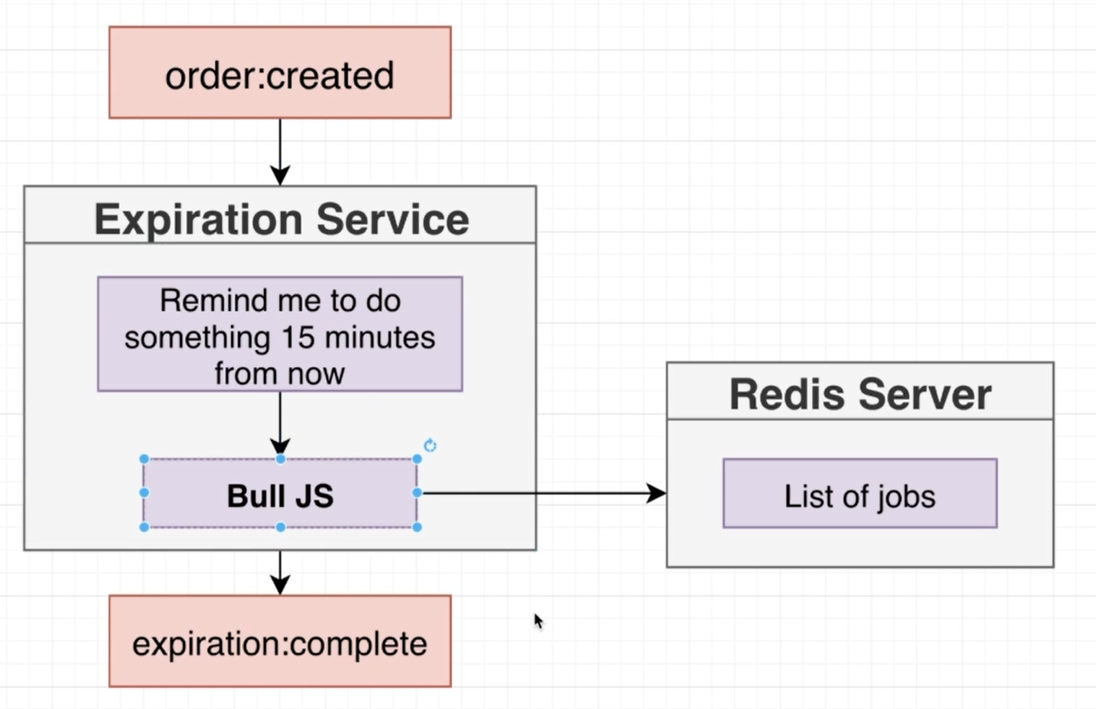 order:created
Expiration Service
Remind me to do
something 15 minutes
from now
Bull JS
Redis Server
List of jobs
expiration:complete